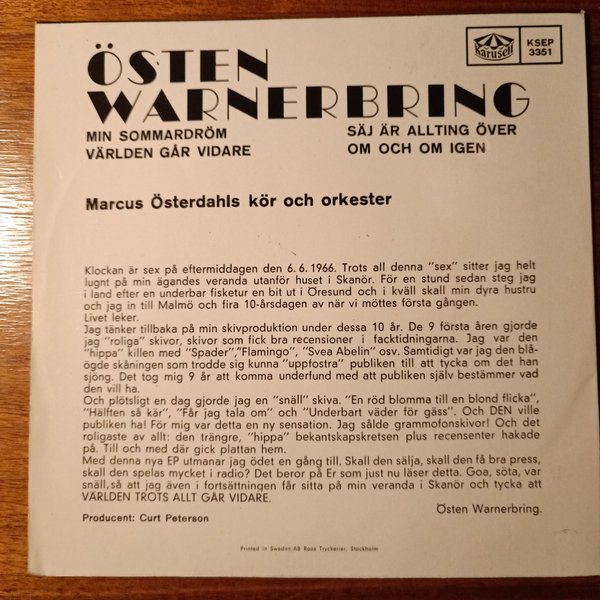 ÖSTEN
WARNERBRING
Karusell
KSEP
3351
MIN SOMMARDRÖM
VÄRLDEN GÅR VIDARE
SÄJ ÄR ALLTING ÖVER
OM OCH OM IGEN
Marcus Österdahls kör och orkester
Klockan är sex på eftermiddagen den 6. 6. 1966. Trots all denna "sex" sitter jag helt
lugnt på min ägandes veranda utanför huset i Skanör. För en stund sedan steg jag
i land efter en underbar fisketur en bit ut i Öresund och i kväll skall min dyra hustru
och jag in till Malmö och fira 10-årsdagen av när vi möttes första gången.
Livet leker.
Jag tänker tillbaka på min skivproduktion under dessa 10 år. De 9 första åren gjorde
jag "roliga" skivor, skivor som fick bra recensioner i facktidningarna. Jag var den
"hippa" killen med "Spader","Flamingo", "Svea Abelin" osv. Samtidigt var jag den blå-
ögde skåningen som trodde sig kunna "uppfostra" publiken till att tycka om det han
sjöng. Det tog mig 9 år att komma underfund med att publiken själv bestämmer vad
den vill ha.
Och plötsligt en dag gjorde jag en "snäll" skiva. "En röd blomma till en blond flicka",
"Hälften så kär", "Får jag tala om" och "Underbart väder för gäss". Och DEN ville
publiken ha! För mig var detta en ny sensation. Jag sålde grammofonskivor! Och det
roligaste av allt: den trängre, "hippa" bekantskapskretsen plus recensenter hakade
på. Till och med där gick plattan hem.
Med denna nya EP utmanar jag ödet en gång till. Skall den sälja, skall den få bra press,
skall den spelas mycket i radio? Det beror på Er som just nu läser detta. Goa, söta, var
snäll, så att jag även i fortsättningen får sitta på min veranda i Skanör och tycka att
VÄRLDEN TROTS ALLT GÅR VIDARE.
Östen Warnerbring.
Producent: Curt Peterson
Printed in Sweden AB Roos Tryckerier, Stockholm